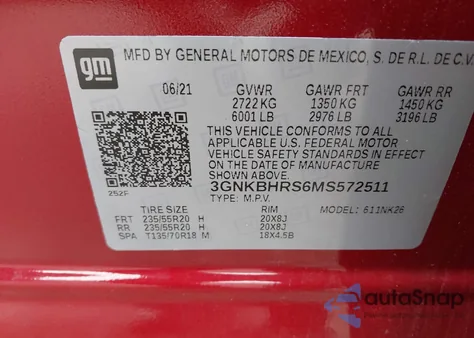 gm
MFD BY GENERAL MOTORS DE MEXICO, S. DE R.L. DE C.V.
06/21 GVWR GAWR FRT GAWR RR
2722 KG 1350 KG 1450 KG
6001 LB 2976 LB 3196 LB
THIS VEHICLE CONFORMS TO ALL
APPLICABLE U.S. FEDERAL MOTOR
VEHICLE SAFETY STANDARDS IN EFFECT
ON THE DATE OF MANUFACTURE
SHOWN ABOVE.
3GNKBHRS6MS572511
252F
TYPE: M.P.V. MODEL: 611NK26
TIRE SIZE RIM
FRT 235/55R20 H 20X8J
RR 235/55R20 H 20X8J
SPA T135/70R18 M 18X4.5B
autoSnap